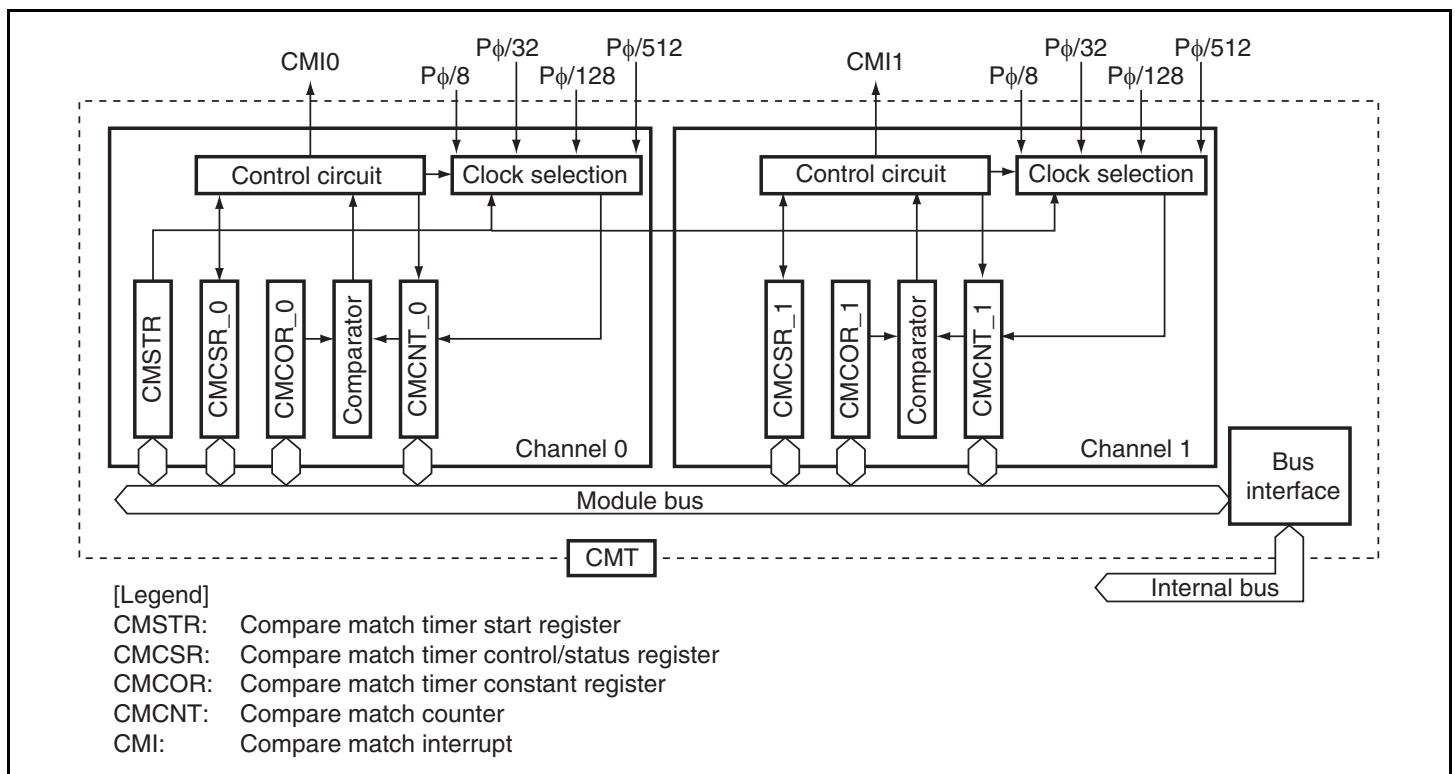 Pϕ/32 Pϕ/512 Pϕ/32 Pϕ/512
CMI0 Pϕ/8 Pϕ/128 CMI1 Pϕ/8 Pϕ/128
Control circuit Clock selection Control circuit Clock selection
CMSTR
CMCSR_0
CMCOR_0
Comparator
CMCNT_0
CMCSR_1
CMCOR_1
Comparator
CMCNT_1
Channel 0 Channel 1
Bus
interface
Module bus
CMT
Internal bus
[Legend]
CMSTR: Compare match timer start register
CMCSR: Compare match timer control/status register
CMCOR: Compare match timer constant register
CMCNT: Compare match counter
CMI: Compare match interrupt